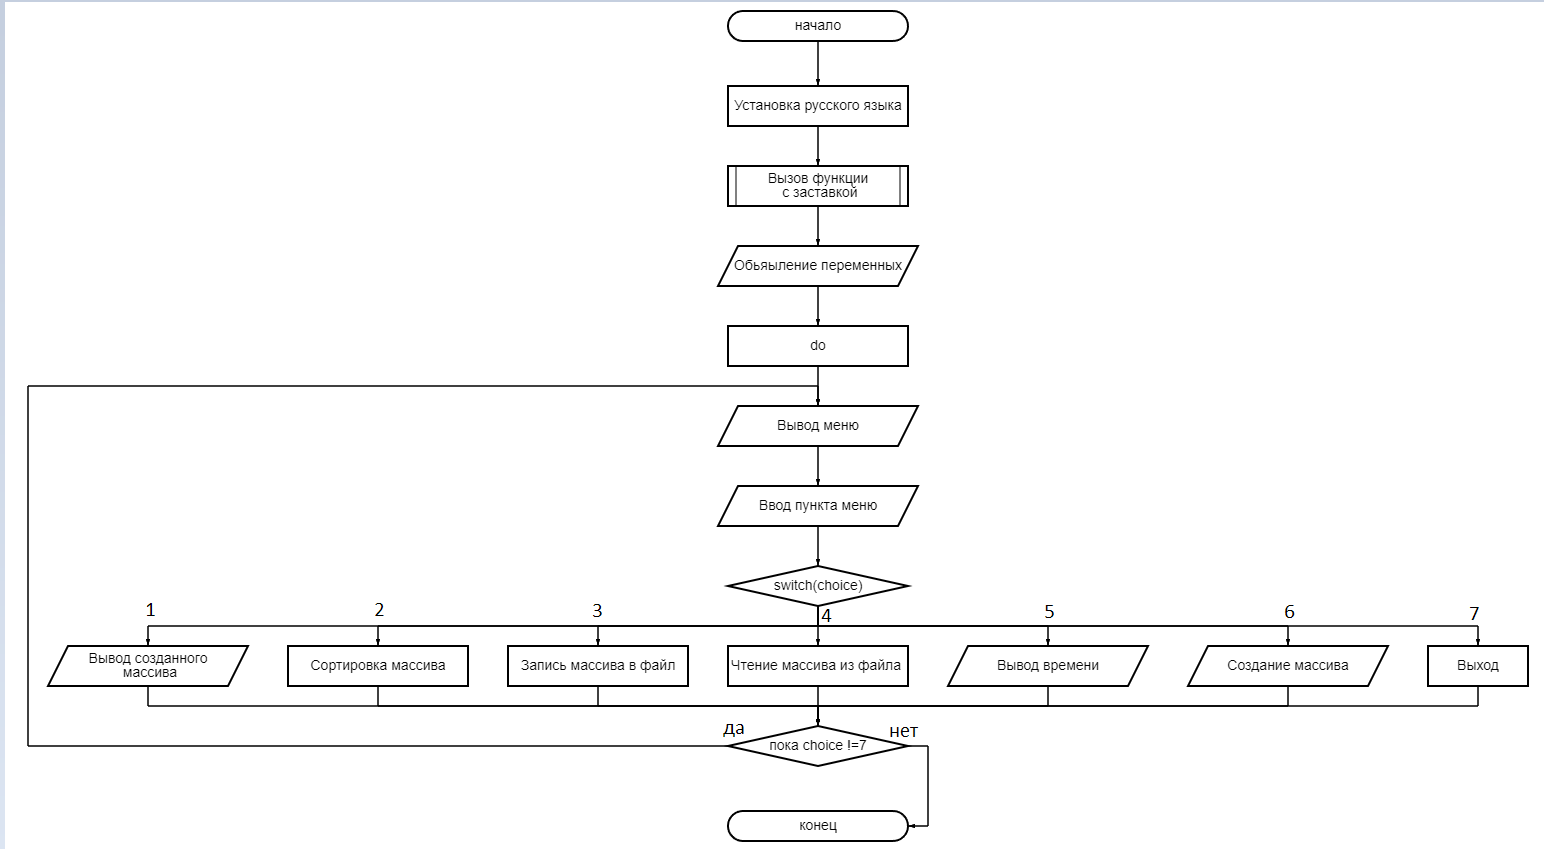 начало
Установка русского языка
Вызов функции
с заставкой
Обьяыление переменных
do
Вывод меню
Ввод пункта меню
switch(choice)
1
2
3
4
5
6
7
Вывод созданного
массива
Сортировка массива
Запись массива в файл
Чтение массива из файла
Вывод времени
Создание массива
Выход
да
пока choice !=7
нет
конец